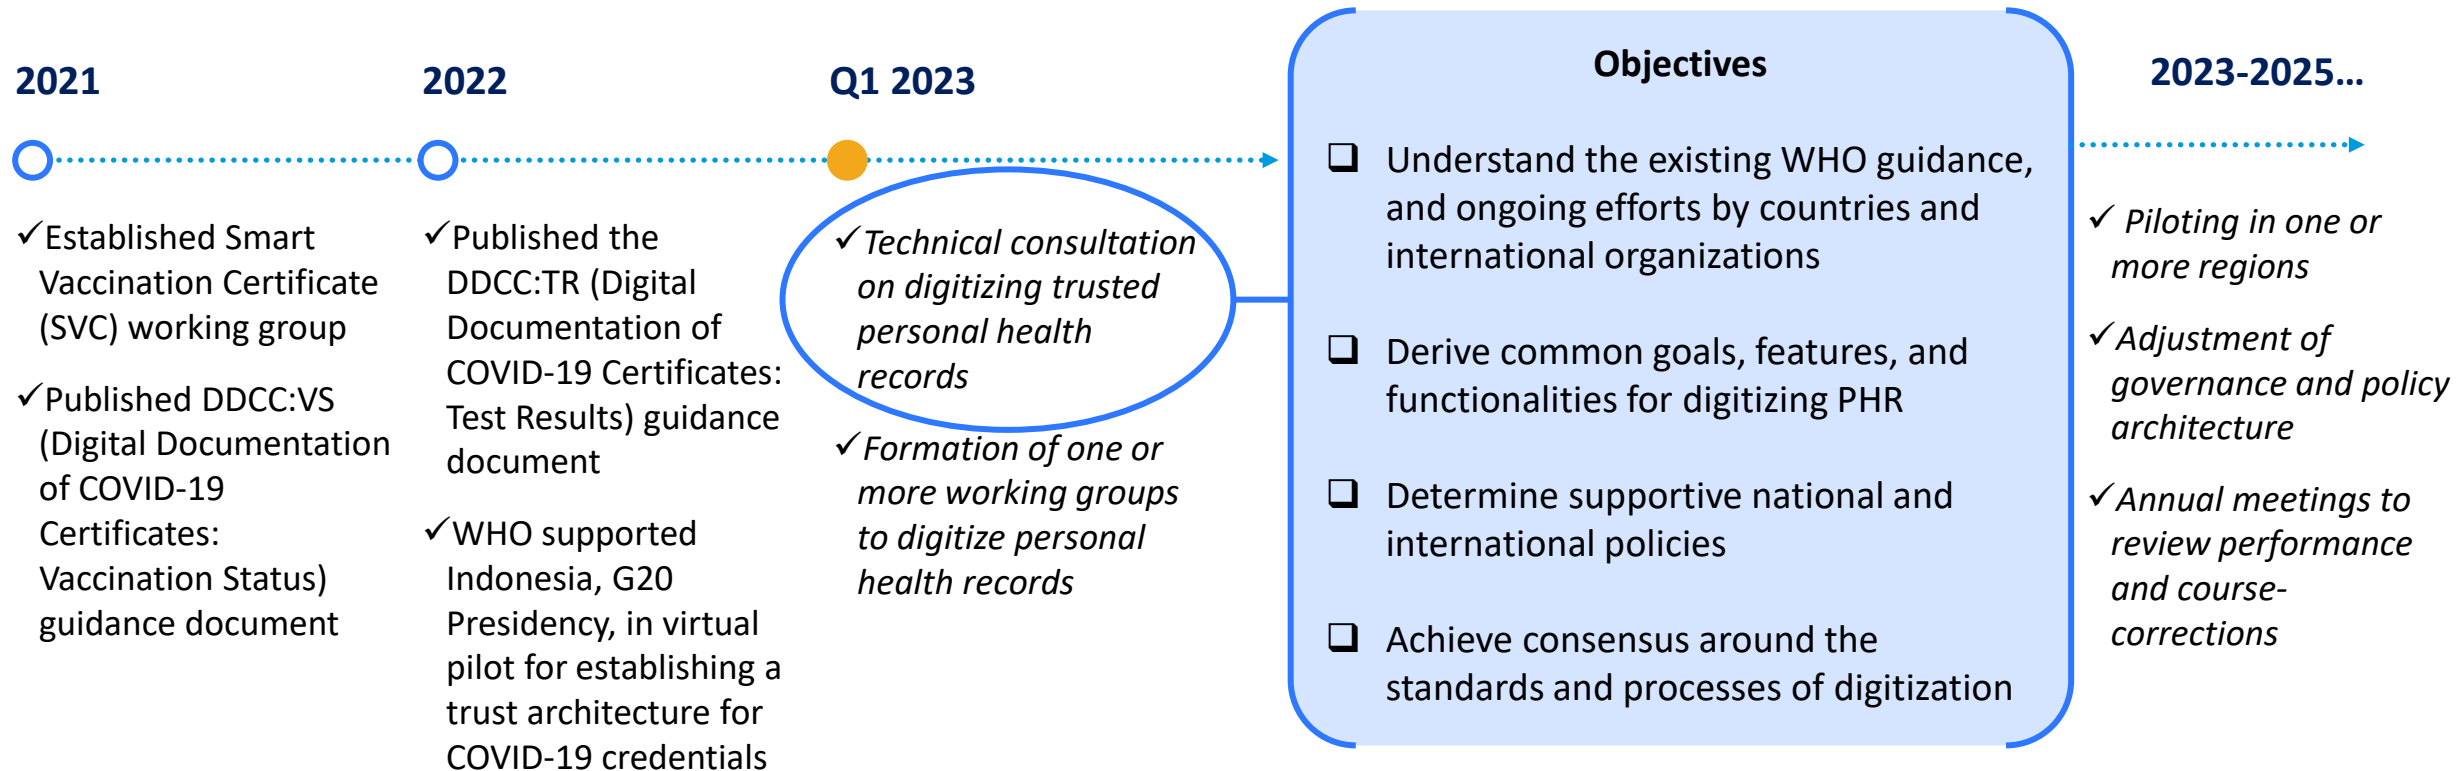 2021
✓Established Smart
Vaccination Certificate
(SVC) working group
✓Published DDCC:VS
(Digital Documentation
of COVID-19
Certificates:
Vaccination Status)
guidance document
2022
✓Published the
DDCC:TR (Digital
Documentation of
COVID-19 Certificates:
Test Results) guidance
document
✓WHO supported
Indonesia, G20
Presidency, in virtual
pilot for establishing a
trust architecture for
COVID-19 credentials
Q1 2023
✓Technical consultation
on digitizing trusted
personal health
records
✓Formation of one or
more working groups
to digitize personal
health records
Objectives
❑ Understand the existing WHO guidance,
and ongoing efforts by countries and
international organizations
❑ Derive common goals, features, and
functionalities for digitizing PHR
❑ Determine supportive national and
international policies
❑ Achieve consensus around the
standards and processes of digitization
2023-2025…
✓ Piloting in one or
more regions
✓Adjustment of
governance and policy
architecture
✓Annual meetings to
review performance
and course-
corrections